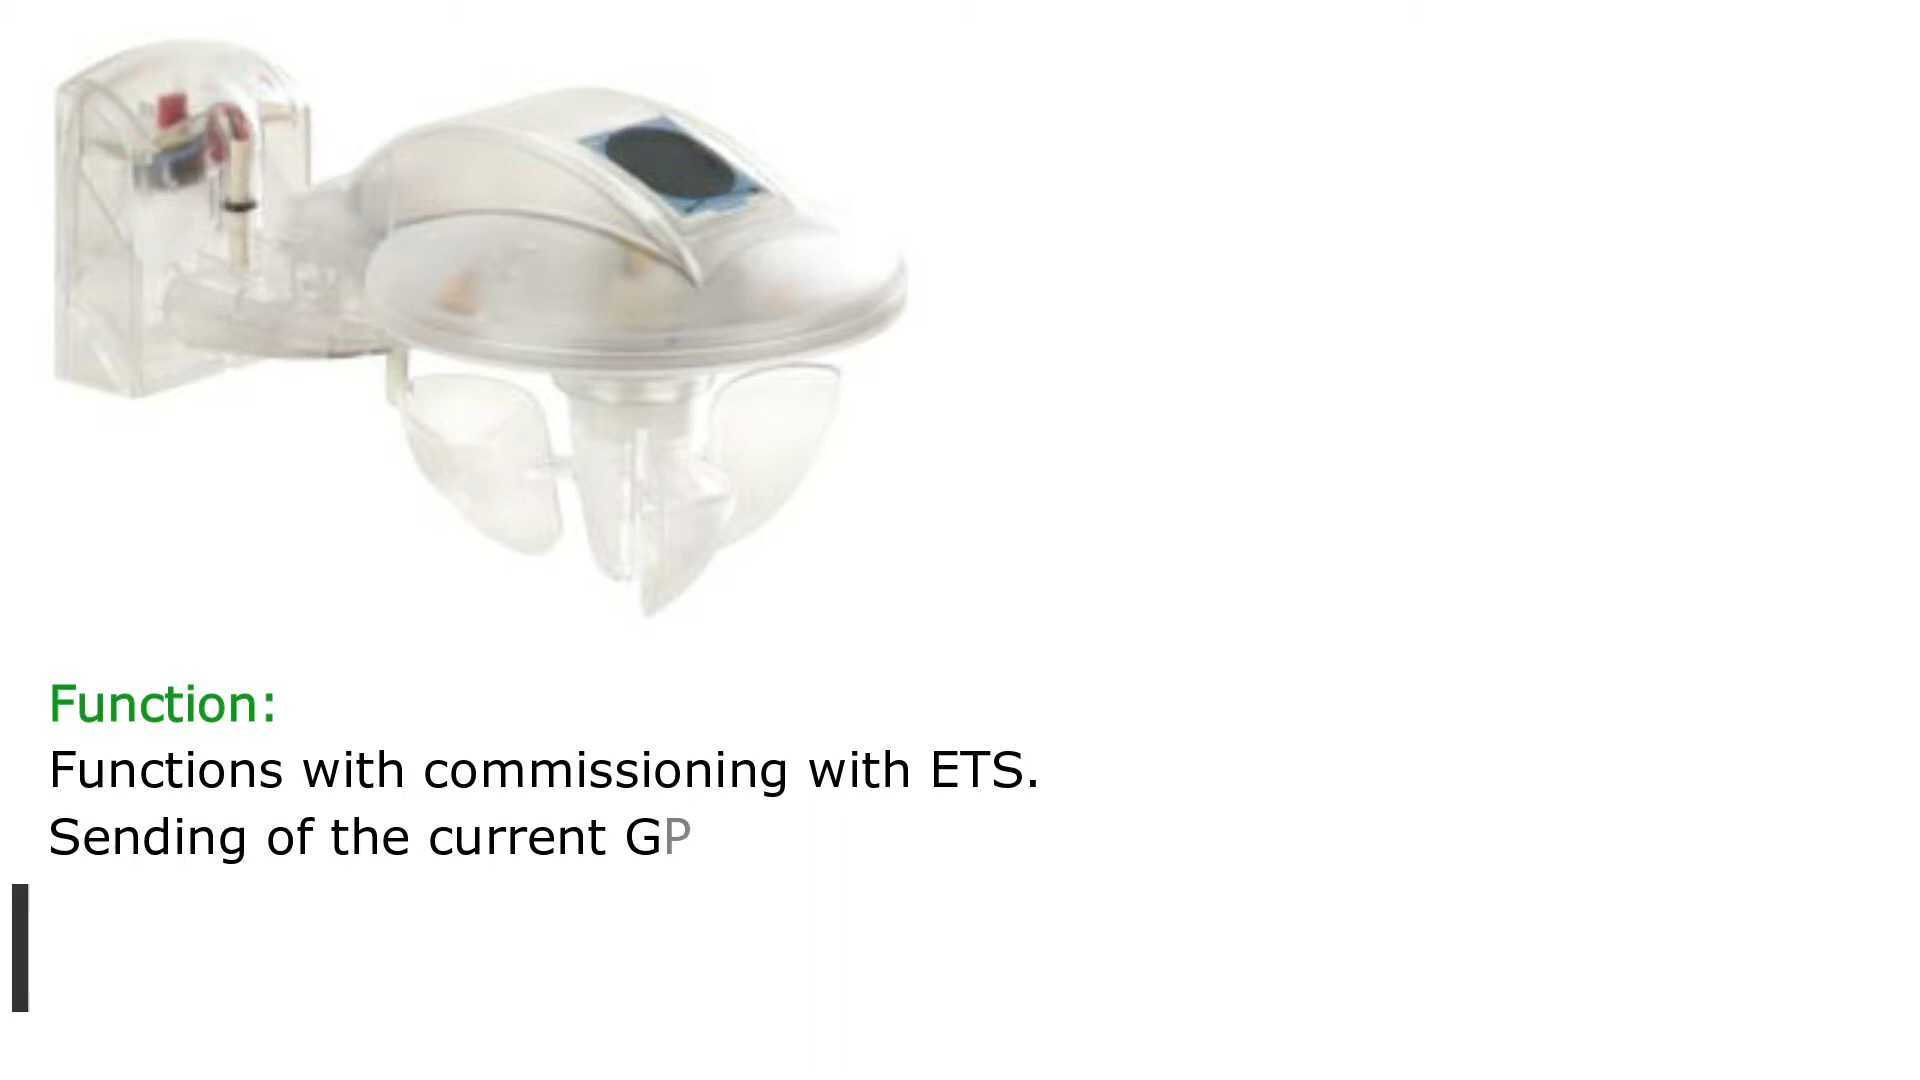 Function:
Functions with commissioning with ETS.
Sending of the current GP